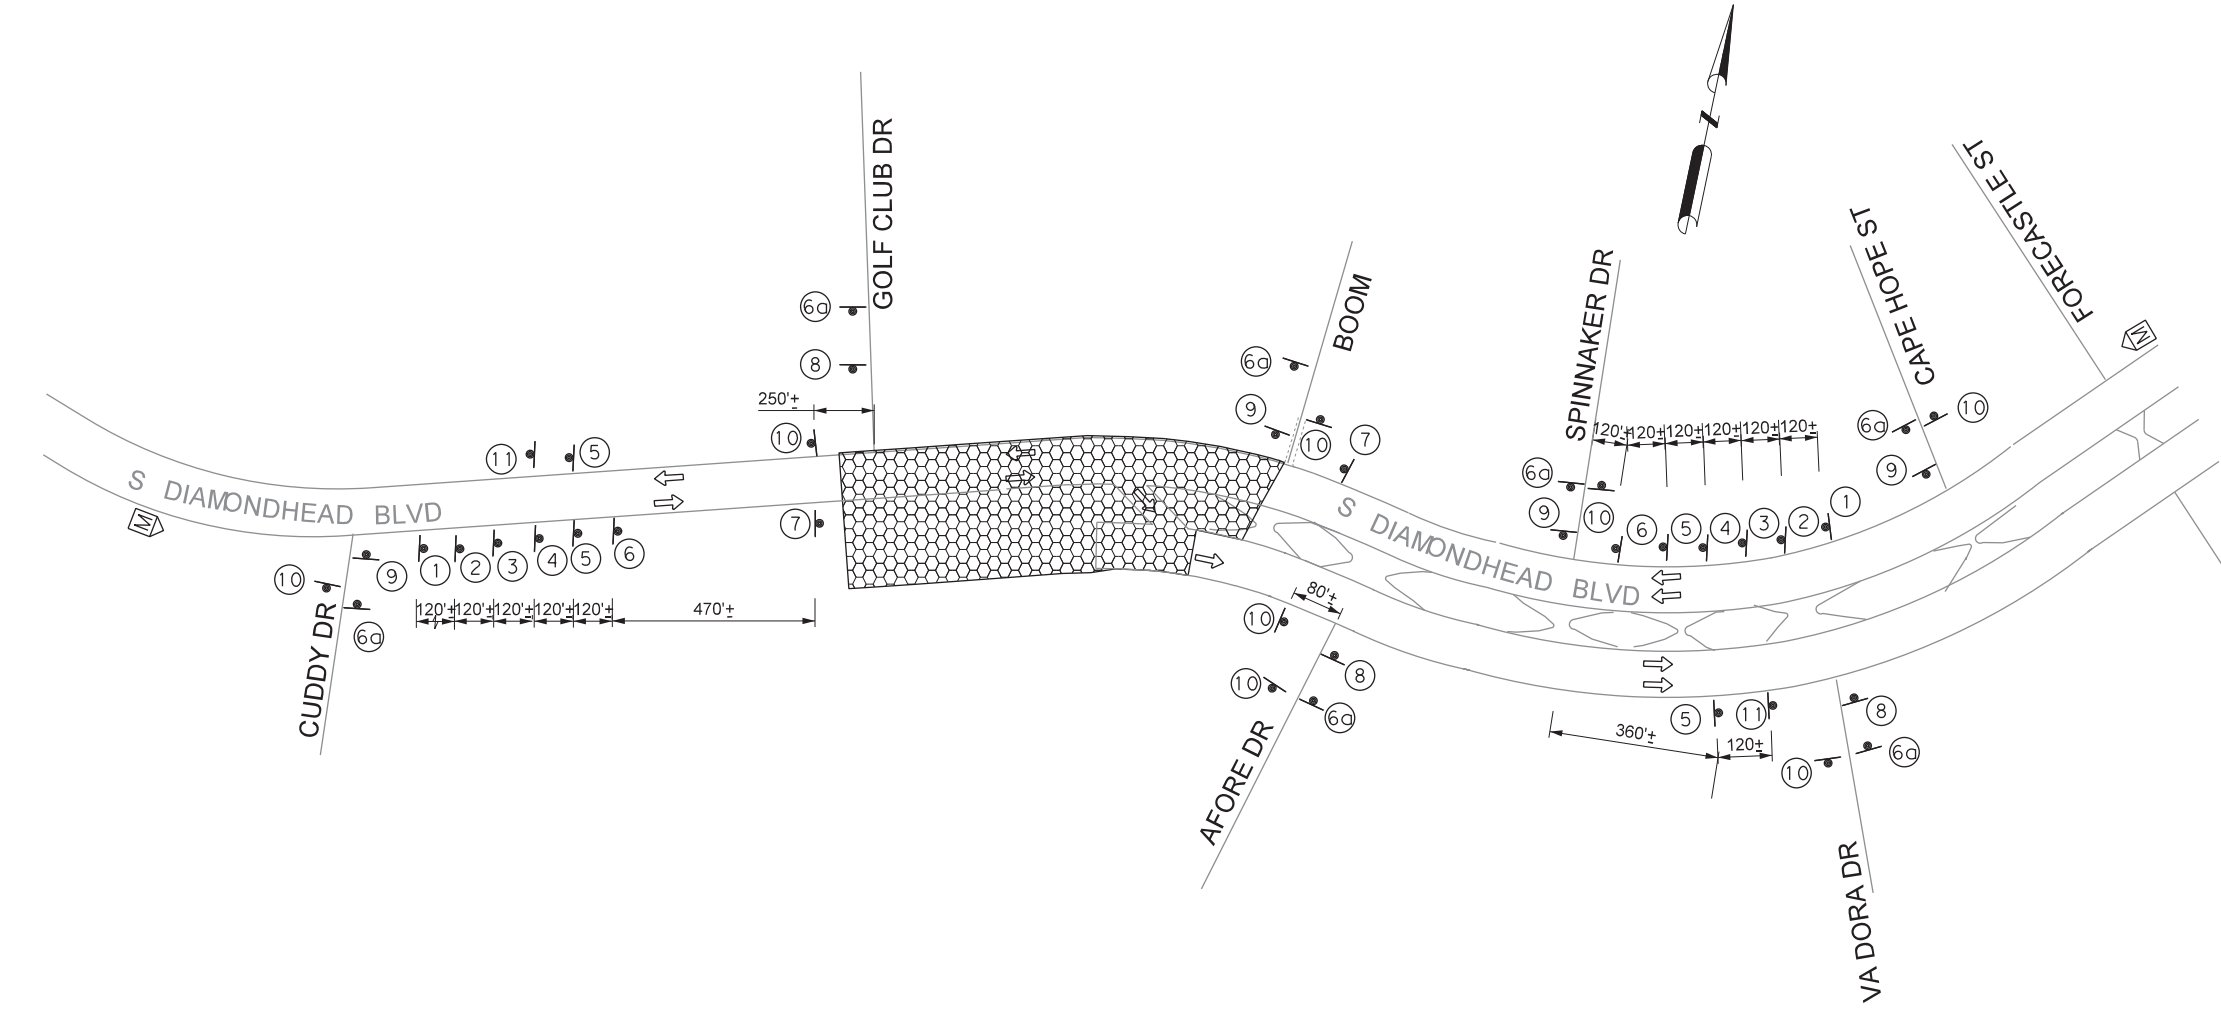 N
FORECASTLE ST
GOLF CLUB DR
CAPE HOPE ST
SPINNAKER DR
BOOM
M
6a
8
250'±
10
11
5
6a
9
10
7
6a
10
9
6a
9
10
120'±
120±
120±
120±
120±
120±
6
5
4
3
2
1
S DIAMONDHEAD BLVD
M
S DIAMONDHEAD BLVD
7
10
9
6a
CUDDY DR
1
2
3
4
5
6
120'±
120'±
120'±
120'±
120'±
470'±
80'±
10
8
10
6a
AFORE DR
5
11
360'±
120±
8
6a
10
VA DORA DR